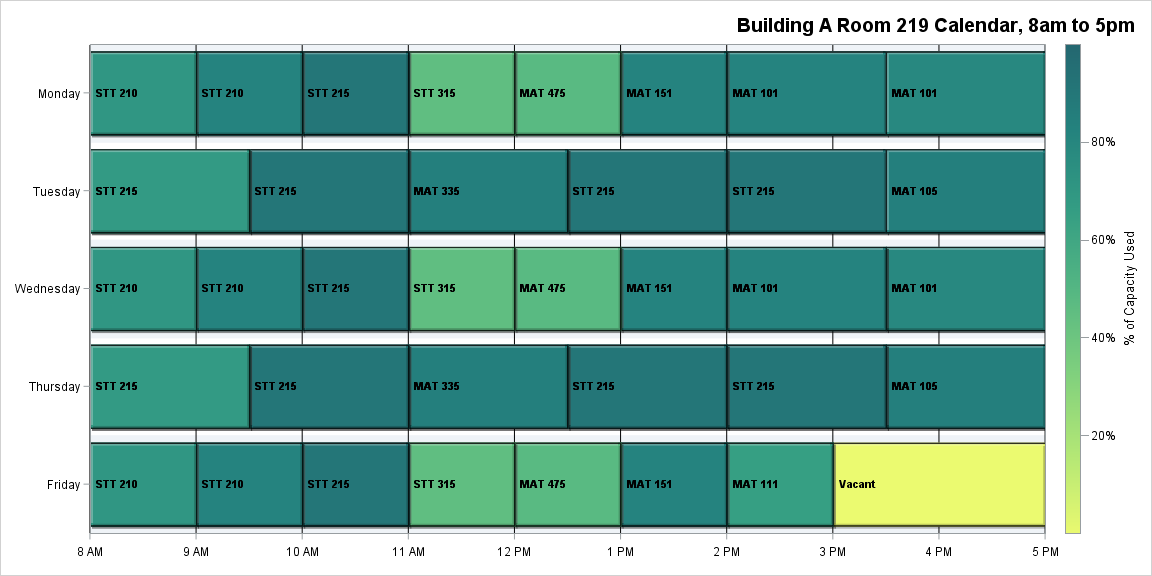 Building A Room 219 Calendar, 8am to 5pm
Monday
STT 210
STT 210
STT 215
STT 315
MAT 475
MAT 151
MAT 101
MAT 101
Tuesday
STT 215
STT 215
MAT 335
STT 215
STT 215
MAT 105
Wednesday
STT 210
STT 210
STT 215
STT 315
MAT 475
MAT 151
MAT 101
MAT 101
Thursday
STT 215
STT 215
MAT 335
STT 215
STT 215
MAT 105
Friday
STT 210
STT 210
STT 215
STT 315
MAT 475
MAT 151
MAT 111
Vacant
8 AM
9 AM
10 AM
11 AM
12 PM
1 PM
2 PM
3 PM
4 PM
5 PM
80%
60%
40%
20%
% of Capacity Used